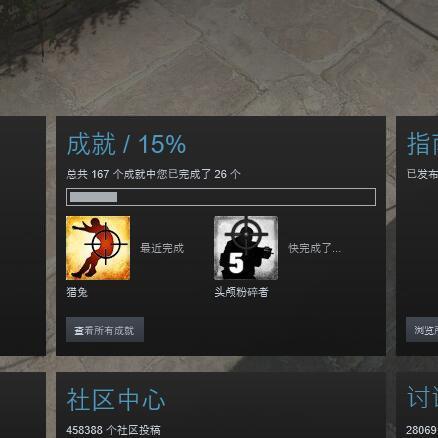 成就 / 15%
总共 167 个成就中您已完成了 26 个
最近完成
快完成了...
5
猎兔
头颅粉碎者
查看所有成就
指
已发布
浏览
社区中心
458388 个社区投稿
讨
28069